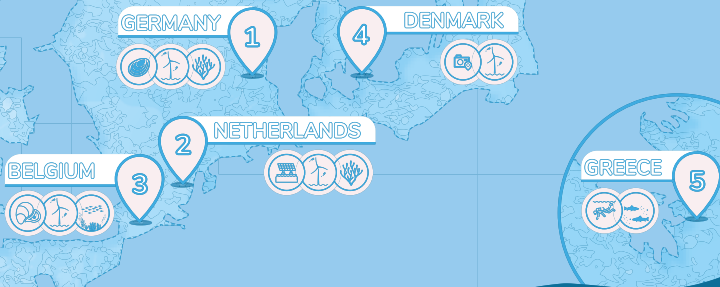 GERMANY
1
4
DENMARK
2
NETHERLANDS
BELGIUM
3
GREECE
5